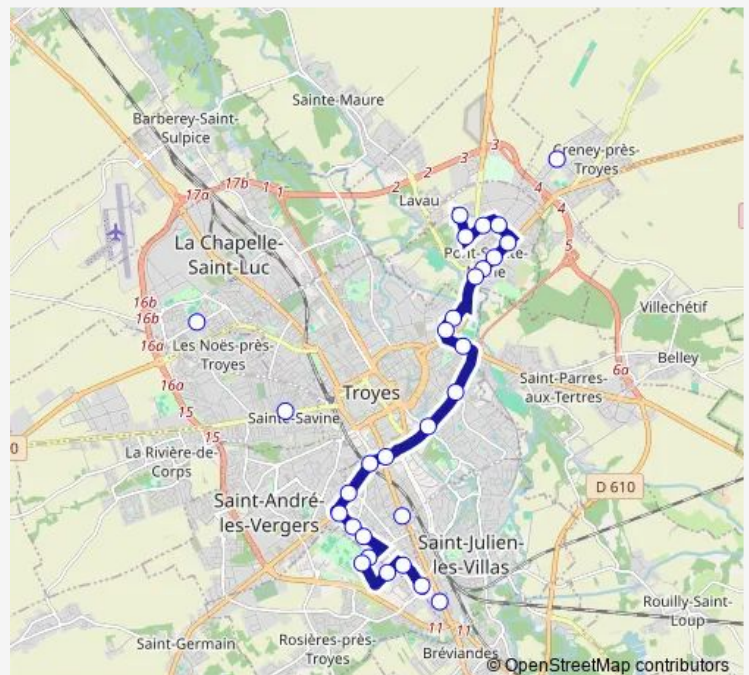 Sainte-Maure
Barberey-Saint-
Sulpice
Creney-près-
Troyes
3
3
2
2
4
4
17b
1
1
17a
Lavau
5
La Chapelle-
Saint-Luc
Villechétif
16b
16b
16a
Les Noës-près-
Troyes
Belley
6a
16a
Troyes
Saint-Parres-
aux-Tertres
15
Sainte-Savine
15
0
La Rivière-de-
Corps
D 610
Saint-André-
les-Vergers
Saint-Julien-
les-Villas
Rouilly-Saint-
Loup
11
11
Saint-Germain
Rosières-près-
Troyes
Bréviandes
© OpenStreetMap contributors